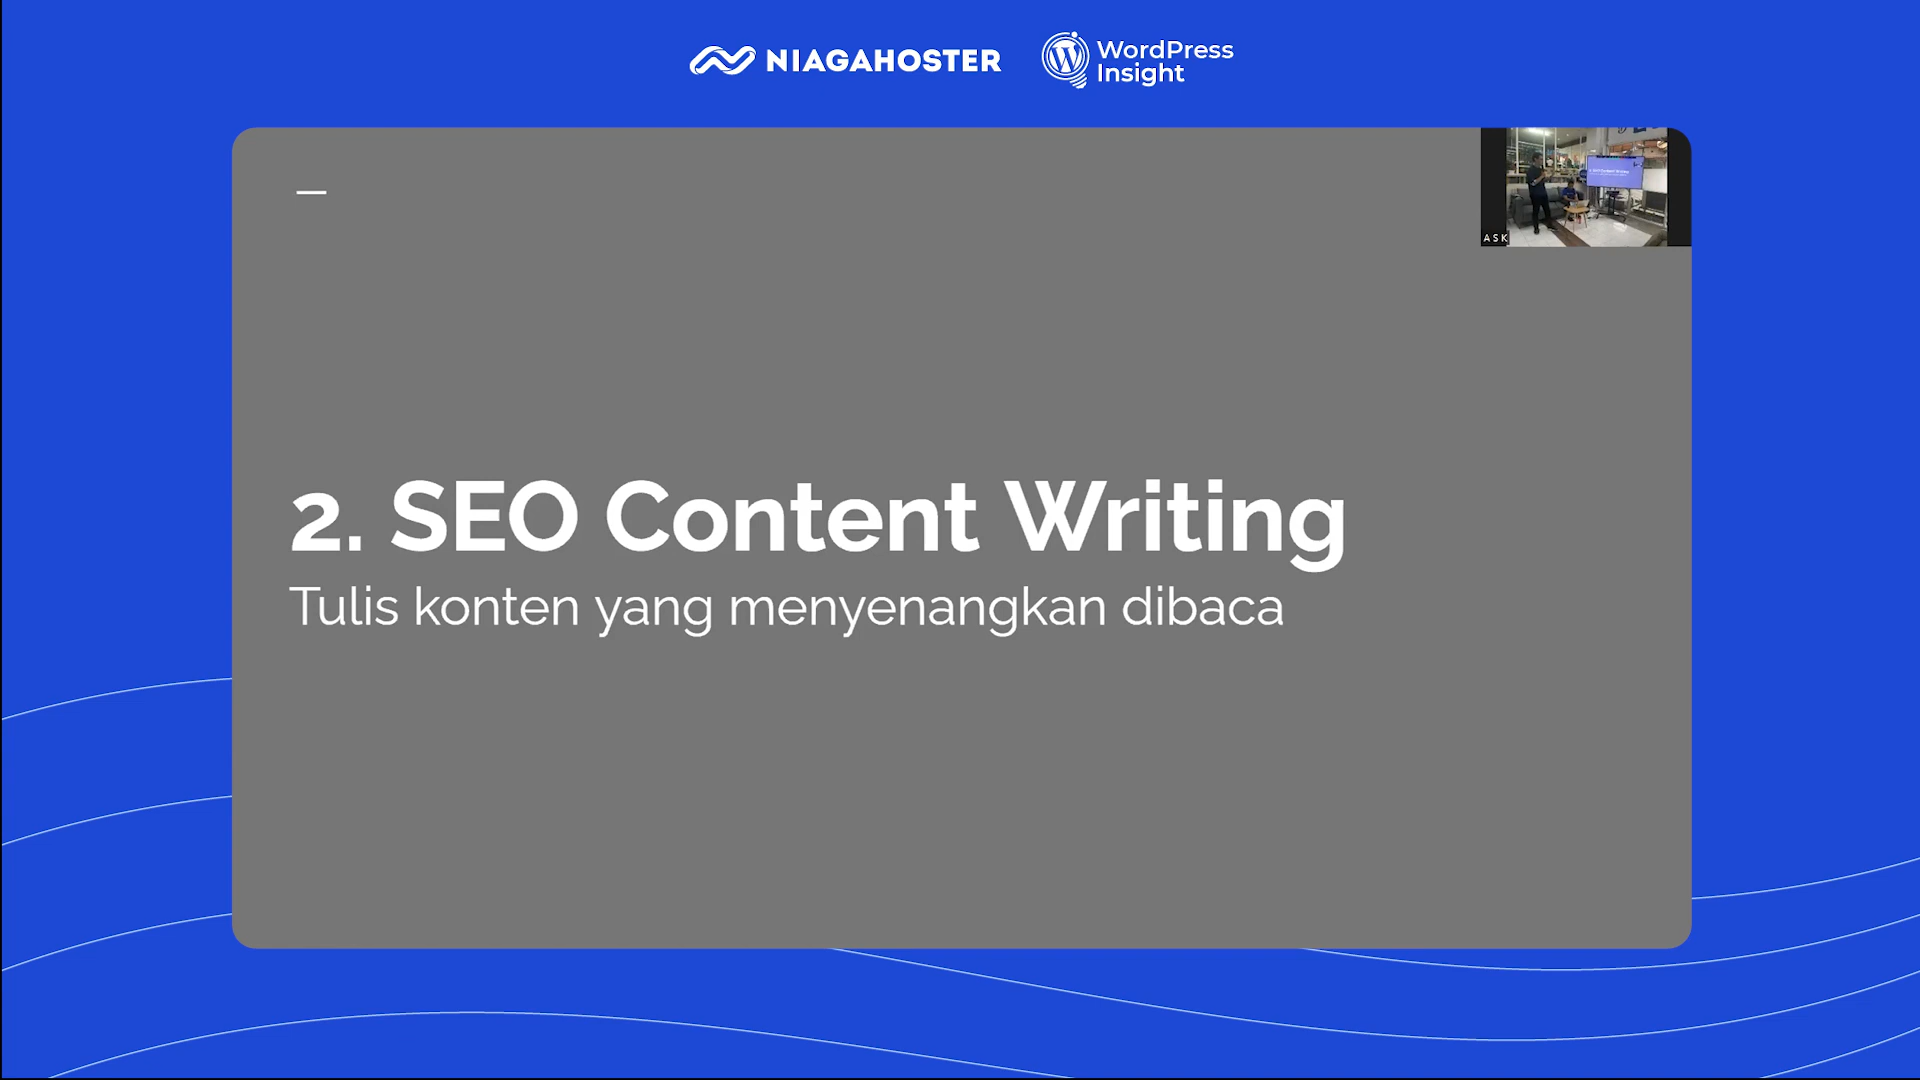 NIAGAHOSTER
WordPress
Insight
ASK
2. SEO Content Writing
Tulis konten yang menyenangkan dibaca